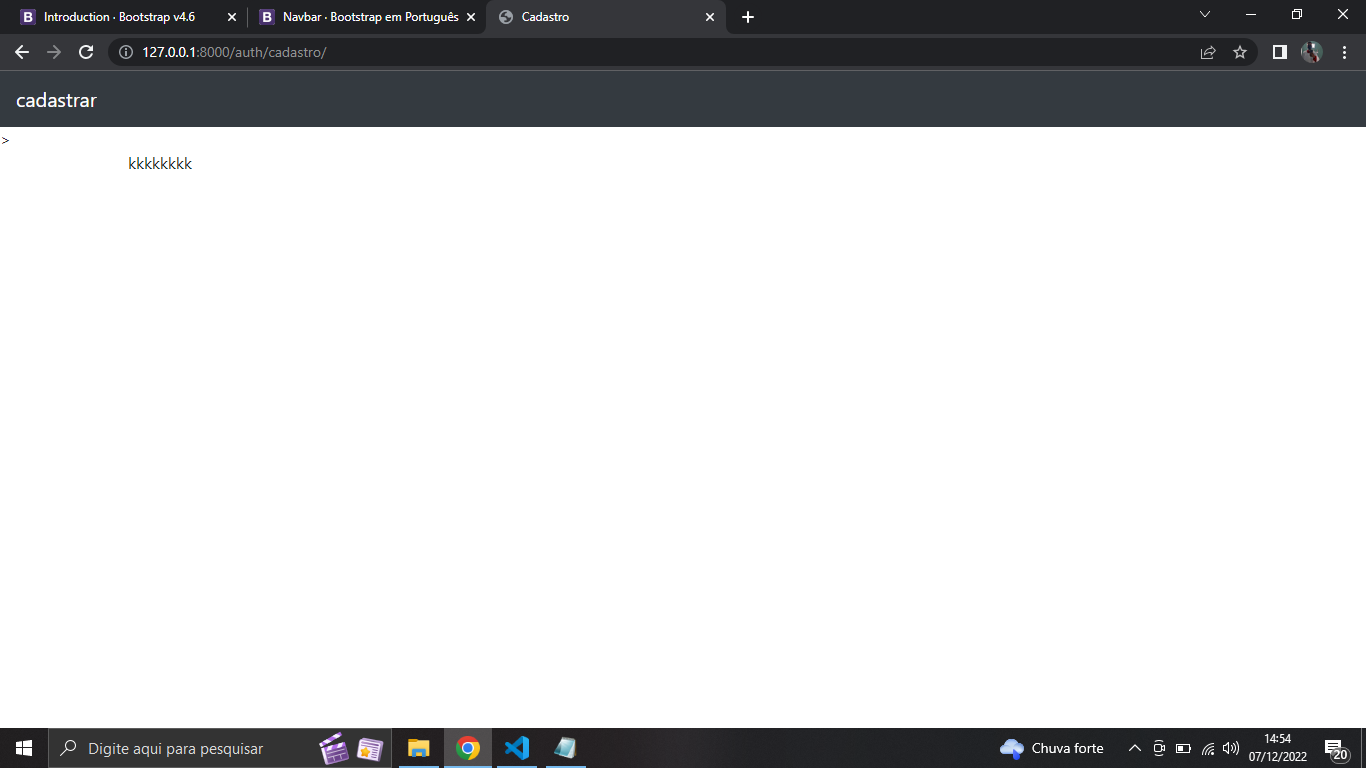 Introduction · Bootstrap v4.6
Navbar · Bootstrap em Português
Cadastro
127.0.0.1:8000/auth/cadastro/
cadastrar
>
kkkkkkkk
Digite aqui para pesquisar
Chuva forte
14:54
07/12/2022
20